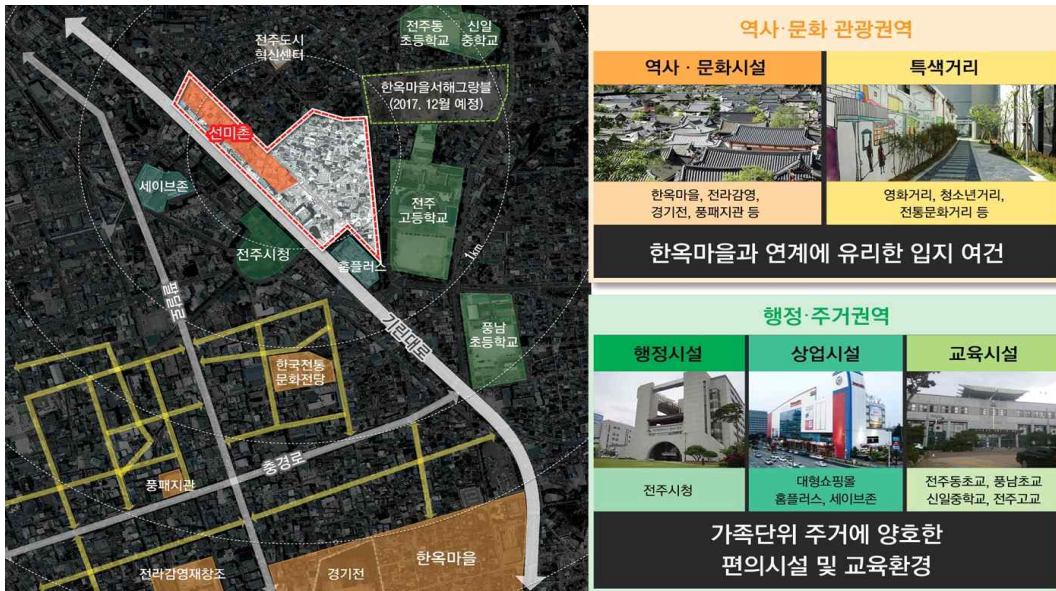 전주도시
혁신센터
전주동
초등학교
신일
중학교
한옥마을서해그랑블
(2017. 12월 예정)
선미촌
세이브존
전주
고등학교
전주시청
홈플러스
1km
팔달로
기린대로
풍남
초등학교
한국전통
문화전당
충경로
풍패지관
전라감영재창조
경기전
한옥마을
역사·문화 관광권역
역사 · 문화시설
특색거리
한옥마을, 전라감영,
경기전, 풍패지관 등
영화거리, 청소년거리,
전통문화거리 등
한옥마을과 연계에 유리한 입지 여건
행정·주거권역
행정시설
상업시설
교육시설
전주시청
대형쇼핑몰
홈플러스, 세이브존
전주동초교, 풍남초교
신일중학교, 전주고교
가족단위 주거에 양호한
편의시설 및 교육환경